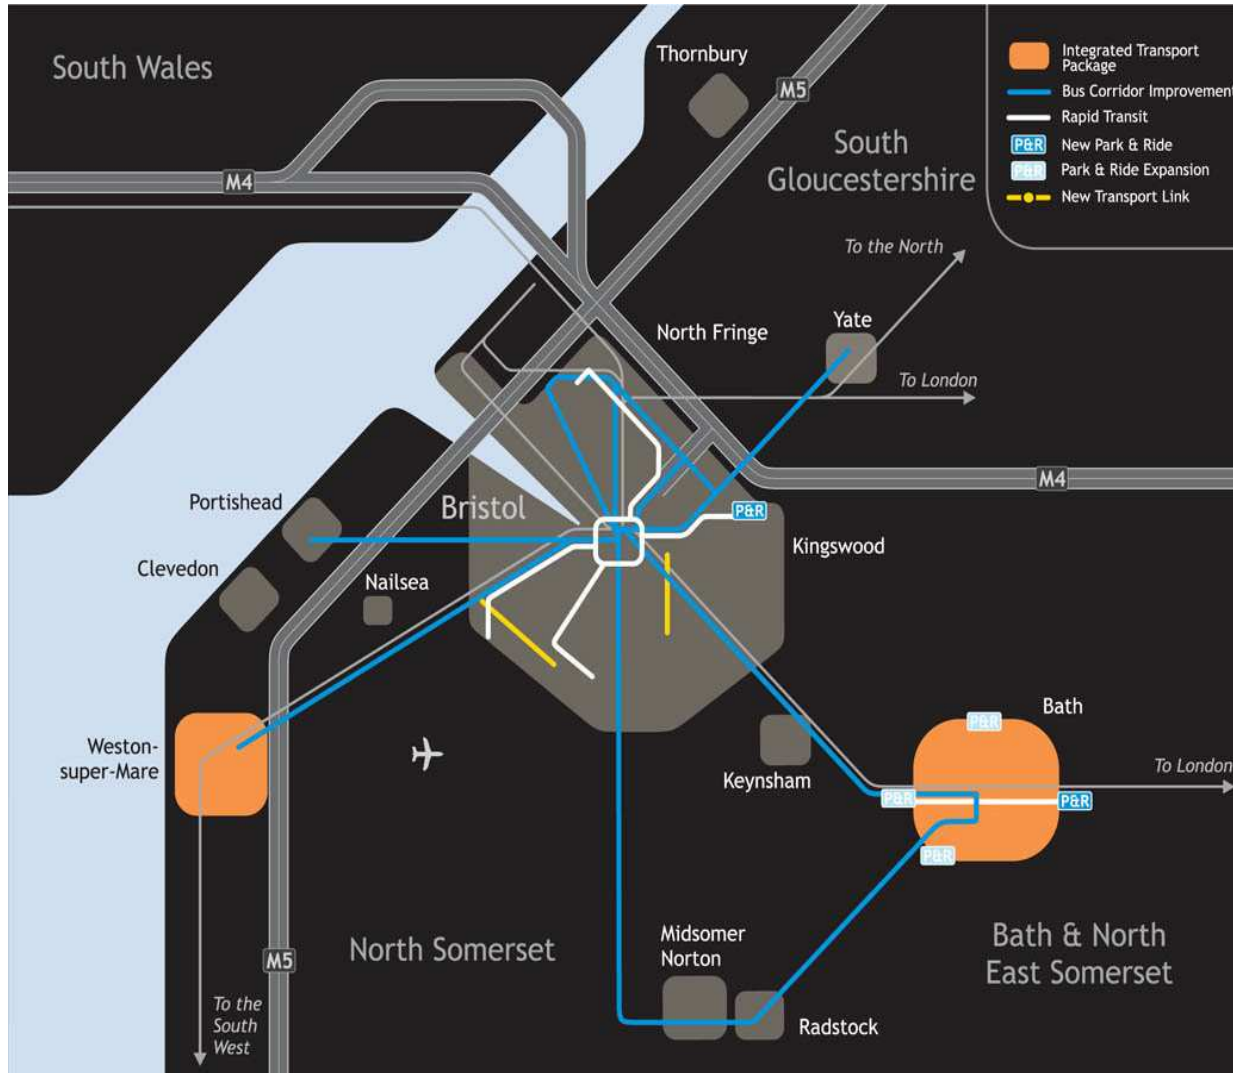 South Wales
Thornbury
M5
South
Gloucestershire
Integrated Transport
Package
Bus Corridor Improvement
Rapid Transit
P&R New Park & Ride
P&R Park & Ride Expansion
New Transport Link
M4
To the North
North Fringe
Yate
To London
M4
Portishead
Bristol
P&R
Kingswood
Clevedon
Nailsea
Weston-
super-Mare
Keynsham
Bath
P&R
To London
P&R
P&R
P&R
North Somerset
Midsomer
Norton
Bath & North
East Somerset
M5
To the
South
West
Radstock